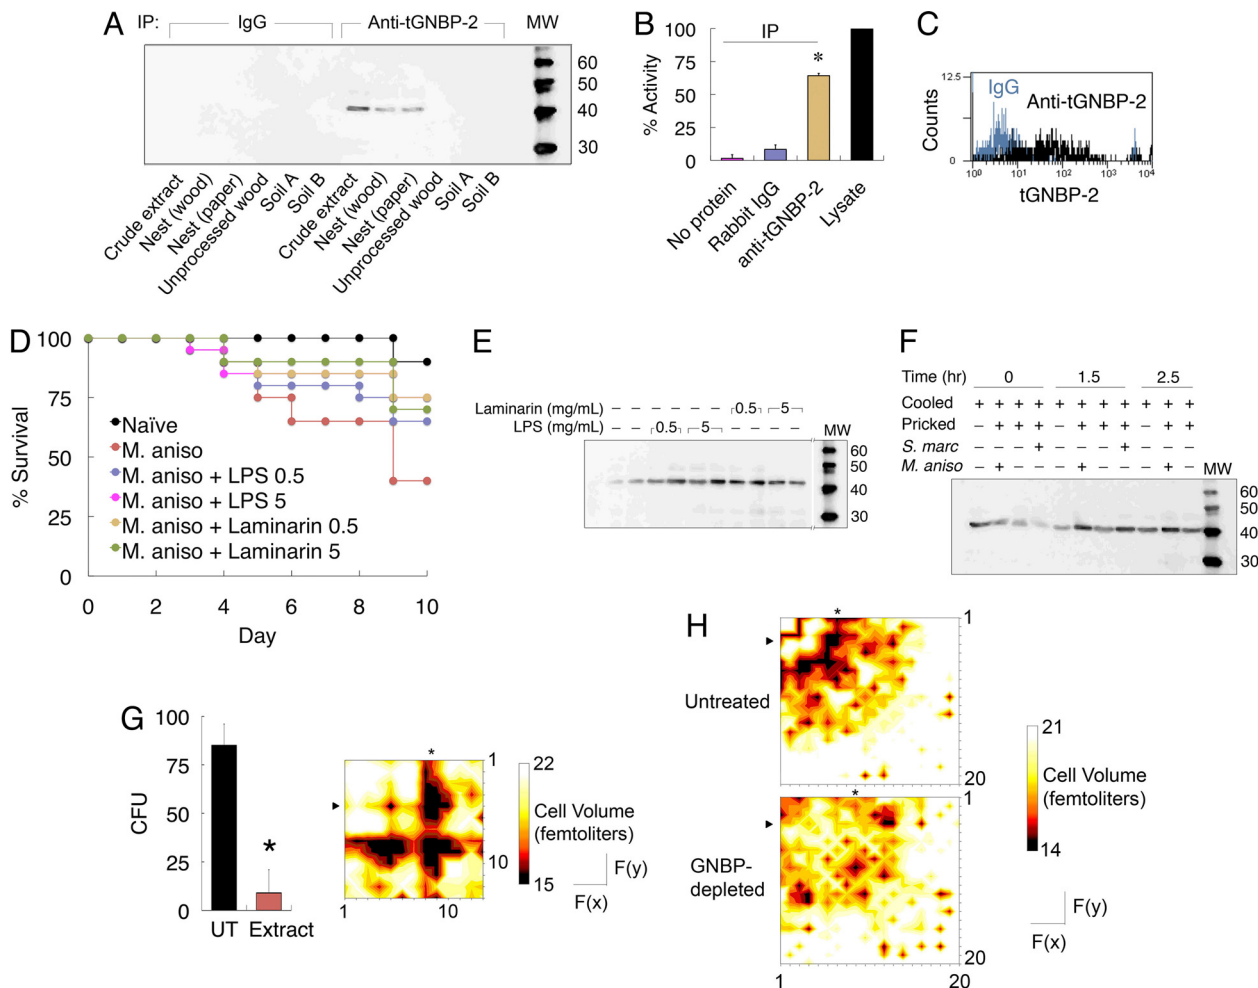 A
IP:
IgG
Anti-tGNBP-2
MW
60
50
40
30
Crude extract
Nest (wood)
Nest (paper)
Unprocessed wood
Soil A
Soil B
Crude extract
Nest (wood)
Nest (paper)
Unprocessed wood
Soil A
Soil B
B
IP
*
% Activity
100
75
50
25
0
No protein
Rabbit IgG
anti-tGNBP-2
Lysate
C
12.5
IgG
Anti-tGNBP-2
Counts
0
10⁰ 10¹ 10² 10³ 10⁴
tGNBP-2
D
% Survival
100
75
50
25
0
Naïve
M. aniso
M. aniso + LPS 0.5
M. aniso + LPS 5
M. aniso + Laminarin 0.5
M. aniso + Laminarin 5
0 2 4 6 8 10
Day
E
Laminarin (mg/mL) – – – – – – 0.5 5
LPS (mg/mL) – – 0.5 5 – – – –
MW
60
50
40
30
F
Time (hr) 0 1.5 2.5
Cooled + + + + + + + + + + +
Pricked – + + + – + + + – + +
S. marc – – – + – – – + – – –
M. aniso – + – – – + – – – + –
MW
60
50
40
30
G
CFU
100
75
50
25
0
*
UT Extract
*
1
10
1 10
22
Cell Volume
(femtoliters)
15
F(y)
F(x)
H
*
1
Untreated
20
*
1
GNBP-
depleted
20
1 20
21
Cell Volume
(femtoliters)
14
F(y)
F(x)